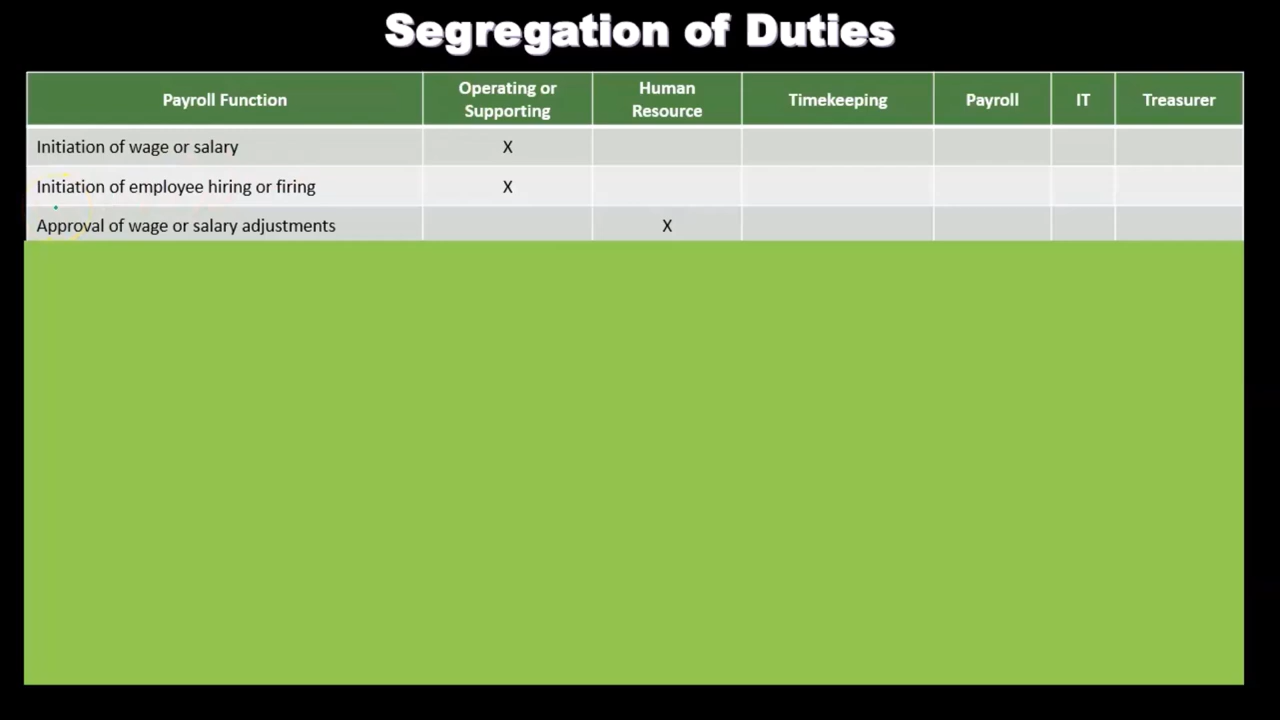 Segregation of Duties
Payroll Function
Operating or
Supporting
Human
Resource
Timekeeping
Payroll
IT
Treasurer
Initiation of wage or salary
X
Initiation of employee hiring or firing
X
Approval of wage or salary adjustments
X